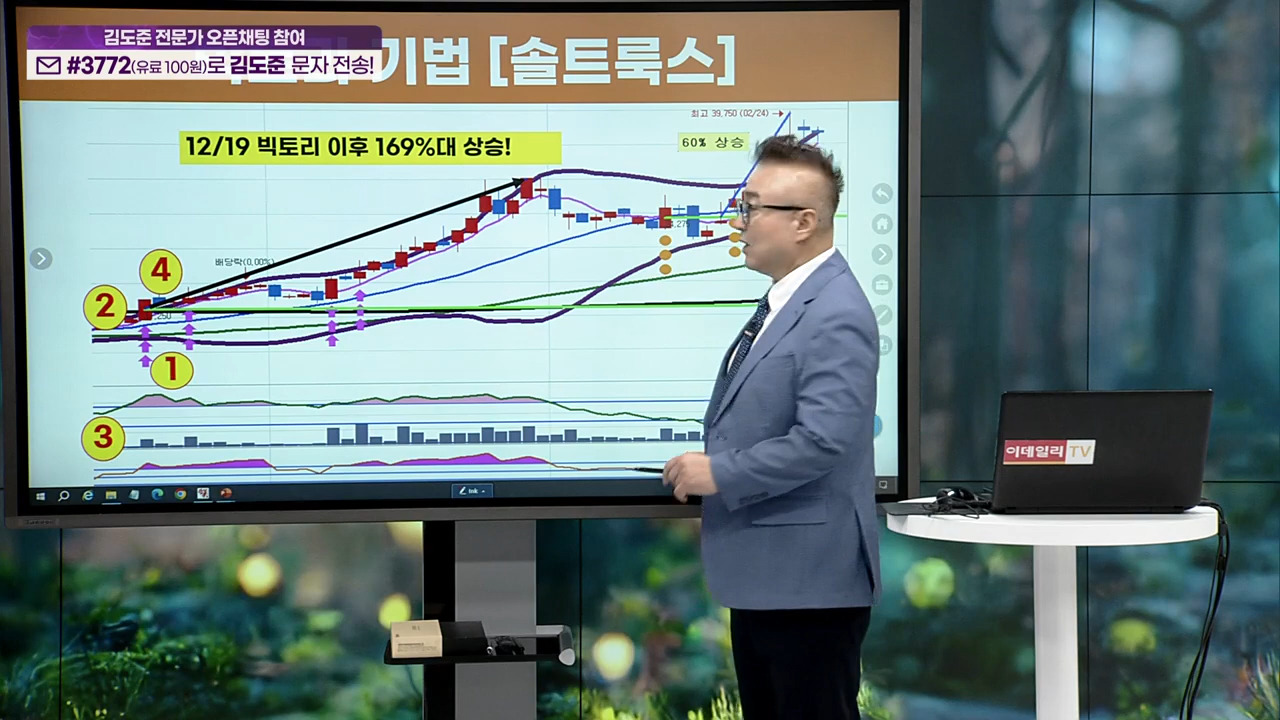 김도준 전문가 오픈채팅 참여
#3772(유료 100원)로 김도준 문자 전송!
기법 [솔트룩스]
최고 39,750 (02/24)
12/19 빅토리 이후 169%대 상승!
60% 상승
배당락(0.00%)
4
2
1
3
Ink
이데일리 TV